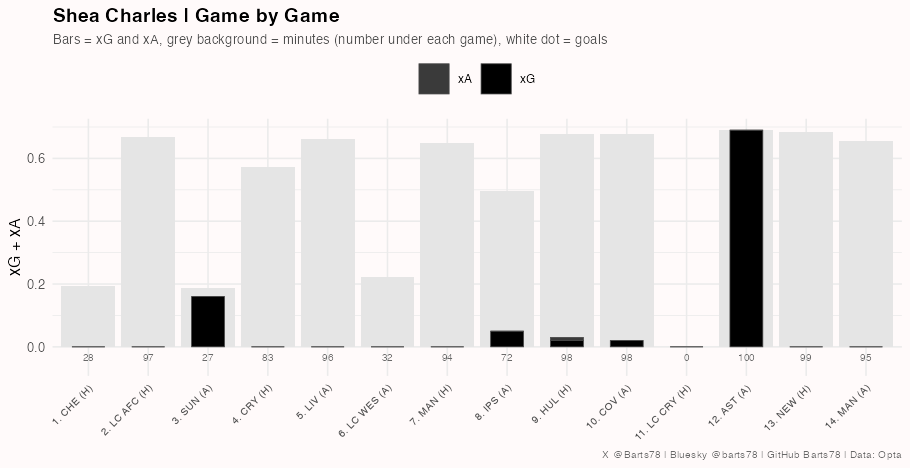 Shea Charles | Game by Game
Bars = xG and xA, grey background = minutes (number under each game), white dot = goals
xA xG
xG + xA
0.6
0.4
0.2
0.0
28 97 27 83 96 32 94 72 98 98 0 100 99 95
1. CHE (H)
2. LC AFC (H)
3. SUN (A)
4. CRY (H)
5. LIV (A)
6. LC WES (A)
7. MAN (H)
8. IPS (A)
9. HUL (H)
10. COV (A)
11. LC CRY (H)
12. AST (A)
13. NEW (H)
14. MAN (A)
X @Barts78 | Bluesky @barts78 | GitHub Barts78 | Data: Opta